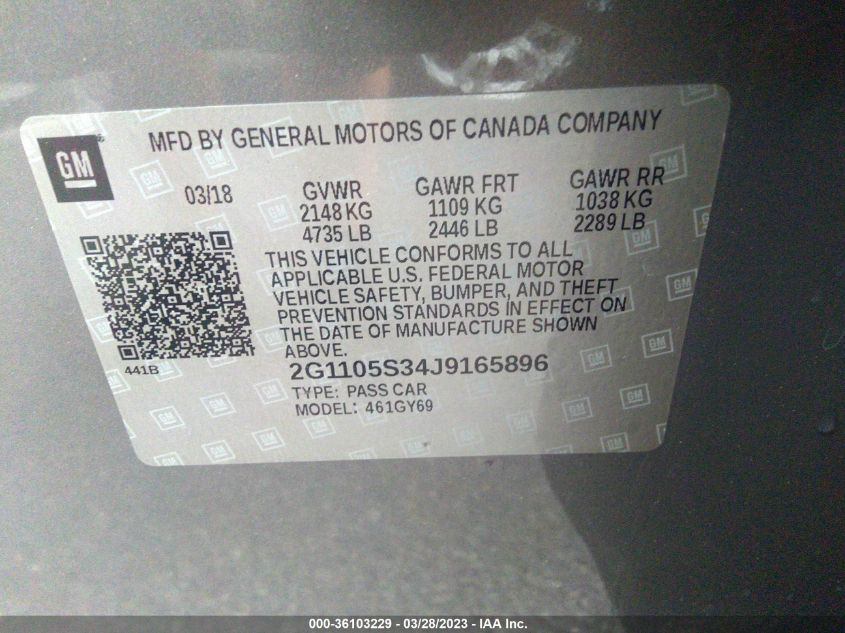 MFD BY GENERAL MOTORS OF CANADA COMPANY
GM
03/18
GVWR
2148 KG
4735 LB
GAWR FRT
1109 KG
2446 LB
GAWR RR
1038 KG
2289 LB
THIS VEHICLE CONFORMS TO ALL
APPLICABLE U.S. FEDERAL MOTOR
VEHICLE SAFETY, BUMPER, AND THEFT
PREVENTION STANDARDS IN EFFECT ON
THE DATE OF MANUFACTURE SHOWN
ABOVE.
441B
2G1105S34J9165896
TYPE: PASS CAR
MODEL: 461GY69
000-36103229 - 03/28/2023 - IAA Inc.